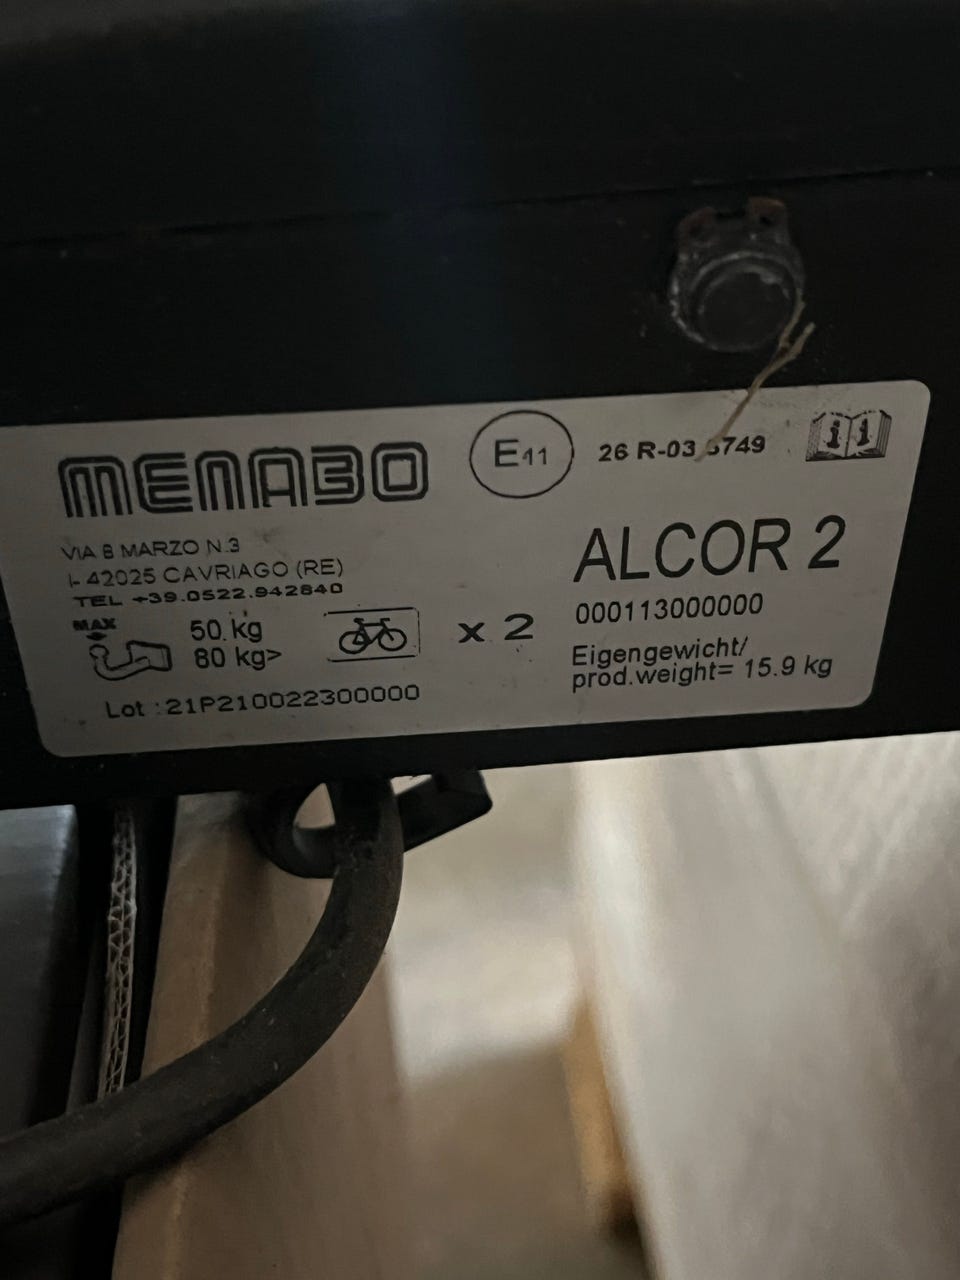 MENABO
E11
26 R-03 749
VIA 8 MARZO N.3
I- 42025 CAVRIAGO (RE)
TEL +39.0522.942840
ALCOR 2
000113000000
MAX
50 kg
80 kg>
x 2
Eigengewicht/
prod.weight= 15.9 kg
Lot : 21P210022300000